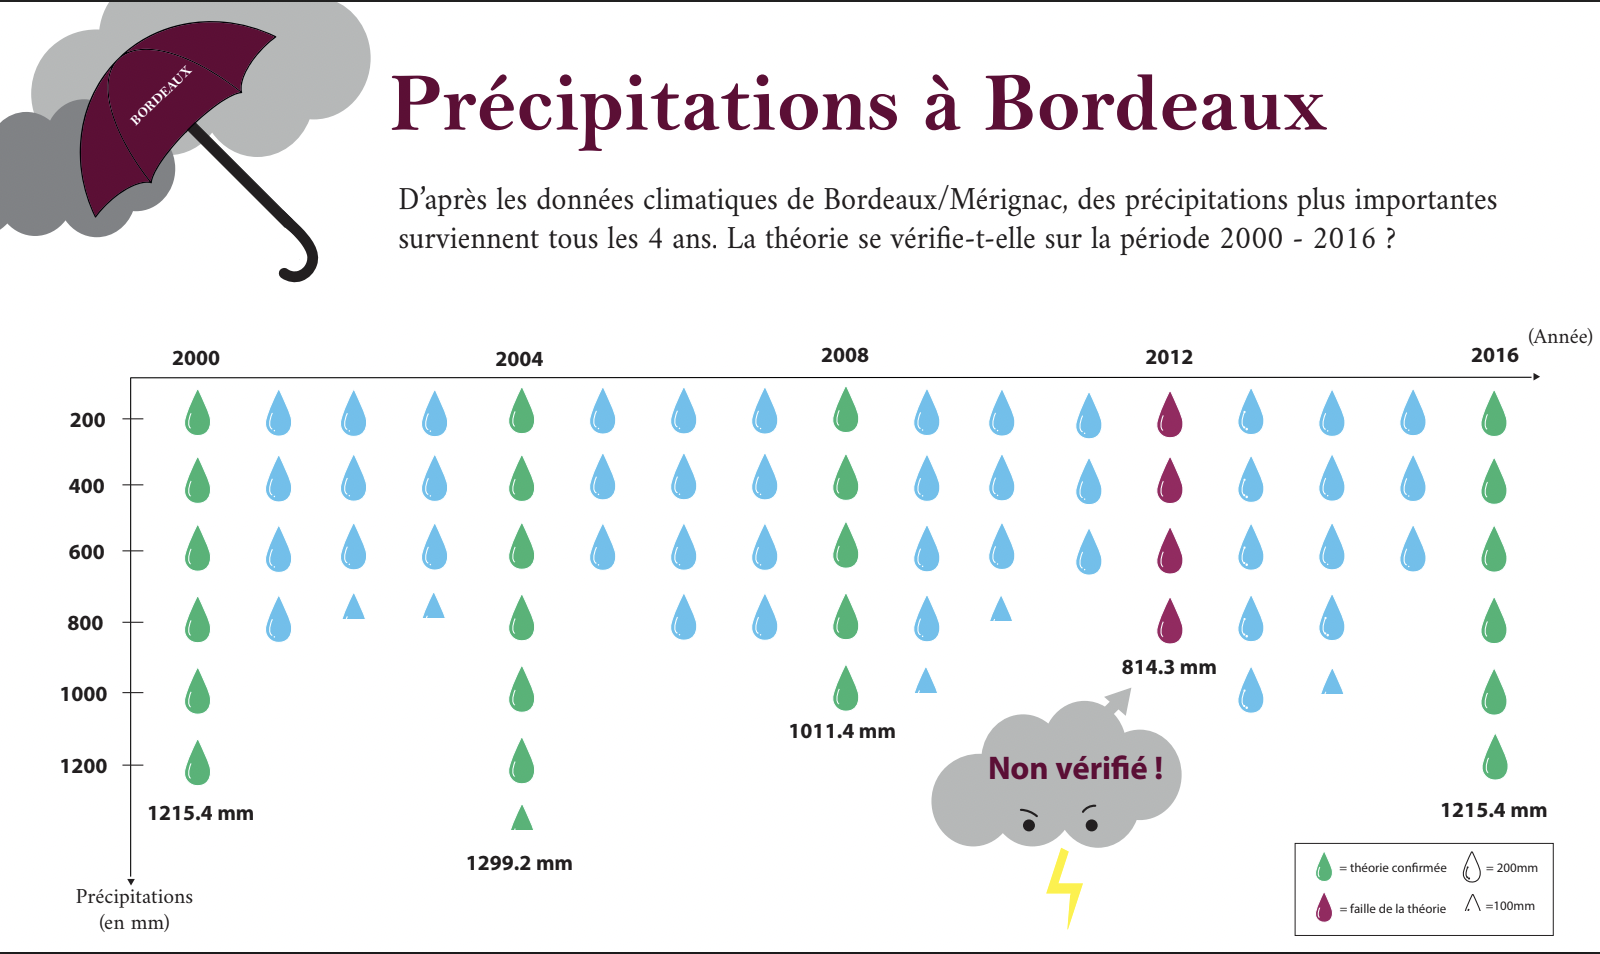 BORDEAUX
Précipitations à Bordeaux
D'après les données climatiques de Bordeaux/Mérignac, des précipitations plus importantes
surviennent tous les 4 ans. La théorie se vérifie-t-elle sur la période 2000 - 2016 ?
(Année)
2000 2004 2008 2012 2016
200
400
600
800
1000
1200
814.3 mm
1011.4 mm
Non vérifié !
1215.4 mm
1299.2 mm
1215.4 mm
Précipitations
(en mm)
= théorie confirmée = 200mm
= faille de la théorie =100mm